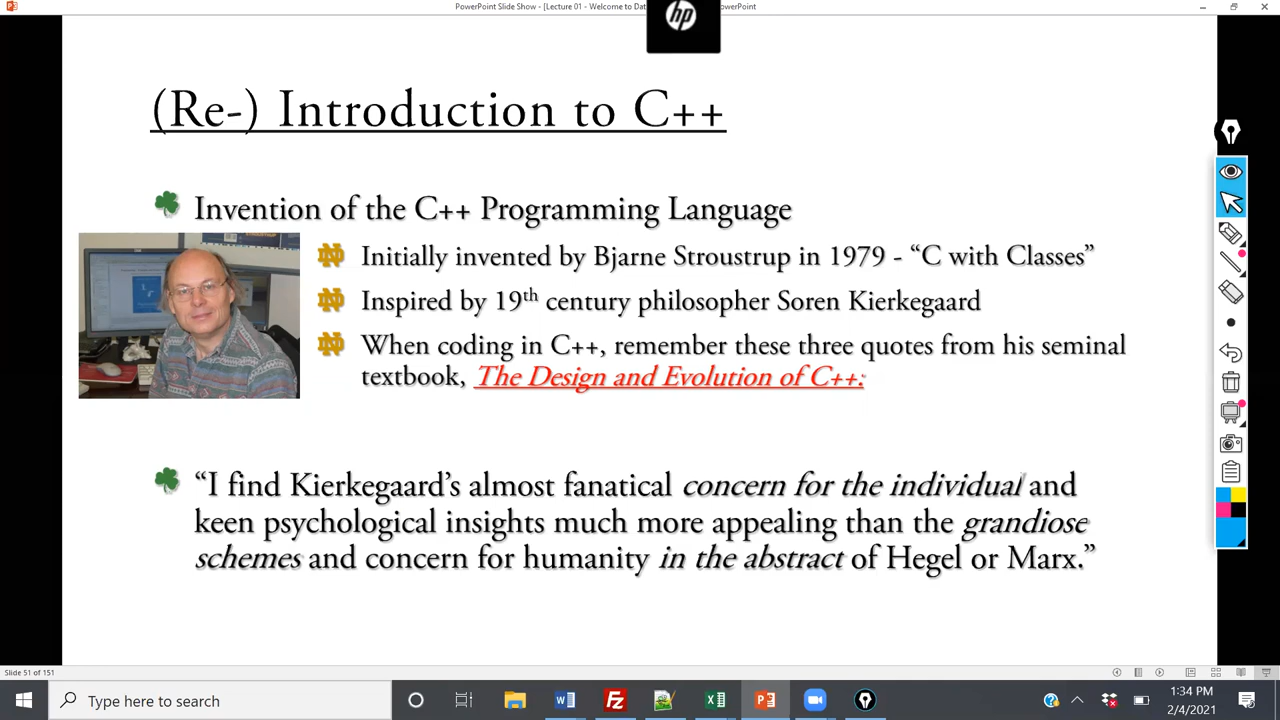 PowerPoint Slide Show - [Lecture 01 - Welcome to Dat
owerPoint
hp
(Re-) Introduction to C++
Invention of the C++ Programming Language
Initially invented by Bjarne Stroustrup in 1979 - “C with Classes”
Inspired by 19th century philosopher Soren Kierkegaard
When coding in C++, remember these three quotes from his seminal
textbook, The Design and Evolution of C++:
“I find Kierkegaard’s almost fanatical concern for the individual and
keen psychological insights much more appealing than the grandiose
schemes and concern for humanity in the abstract of Hegel or Marx.”
Slide 51 of 151
Type here to search
1:34 PM
2/4/2021